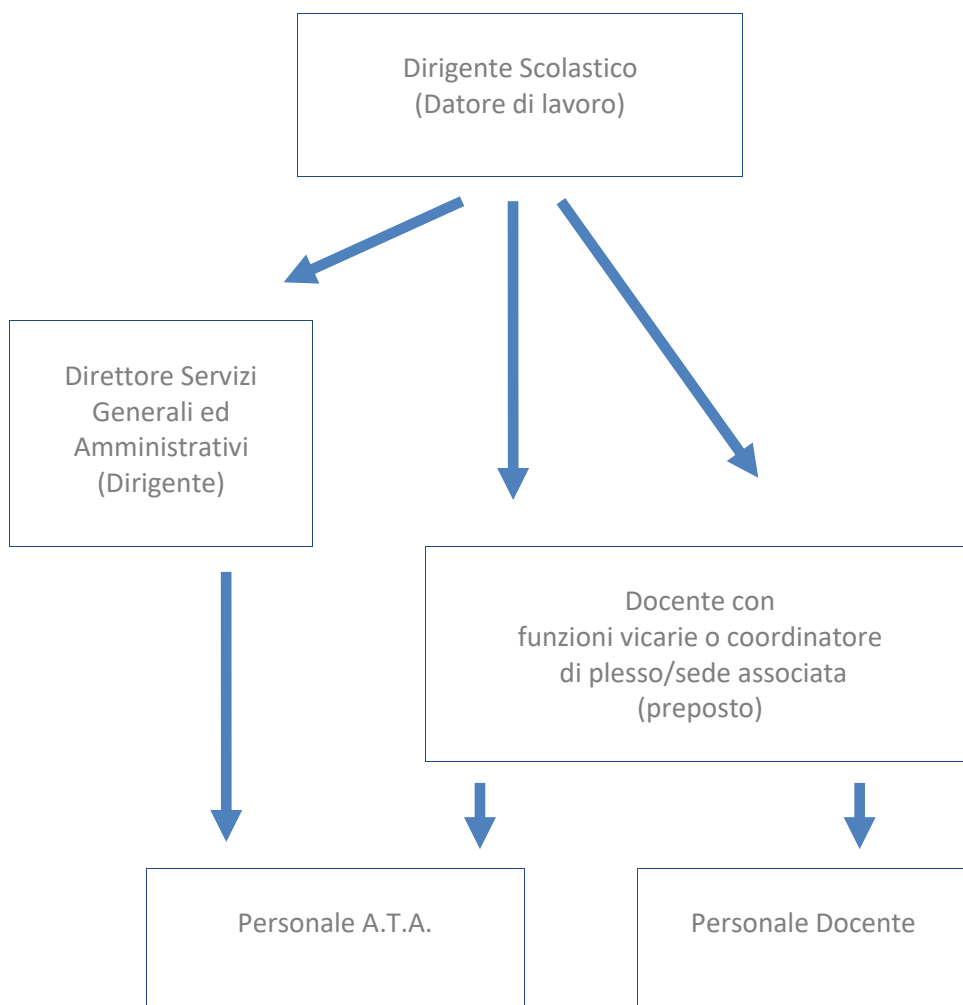 Dirigente Scolastico
(Datore di lavoro)
Direttore Servizi
Generali ed
Amministrativi
(Dirigente)
Docente con
funzioni vicarie o coordinatore
di plesso/sede associata
(preposto)
Personale A.T.A.
Personale Docente